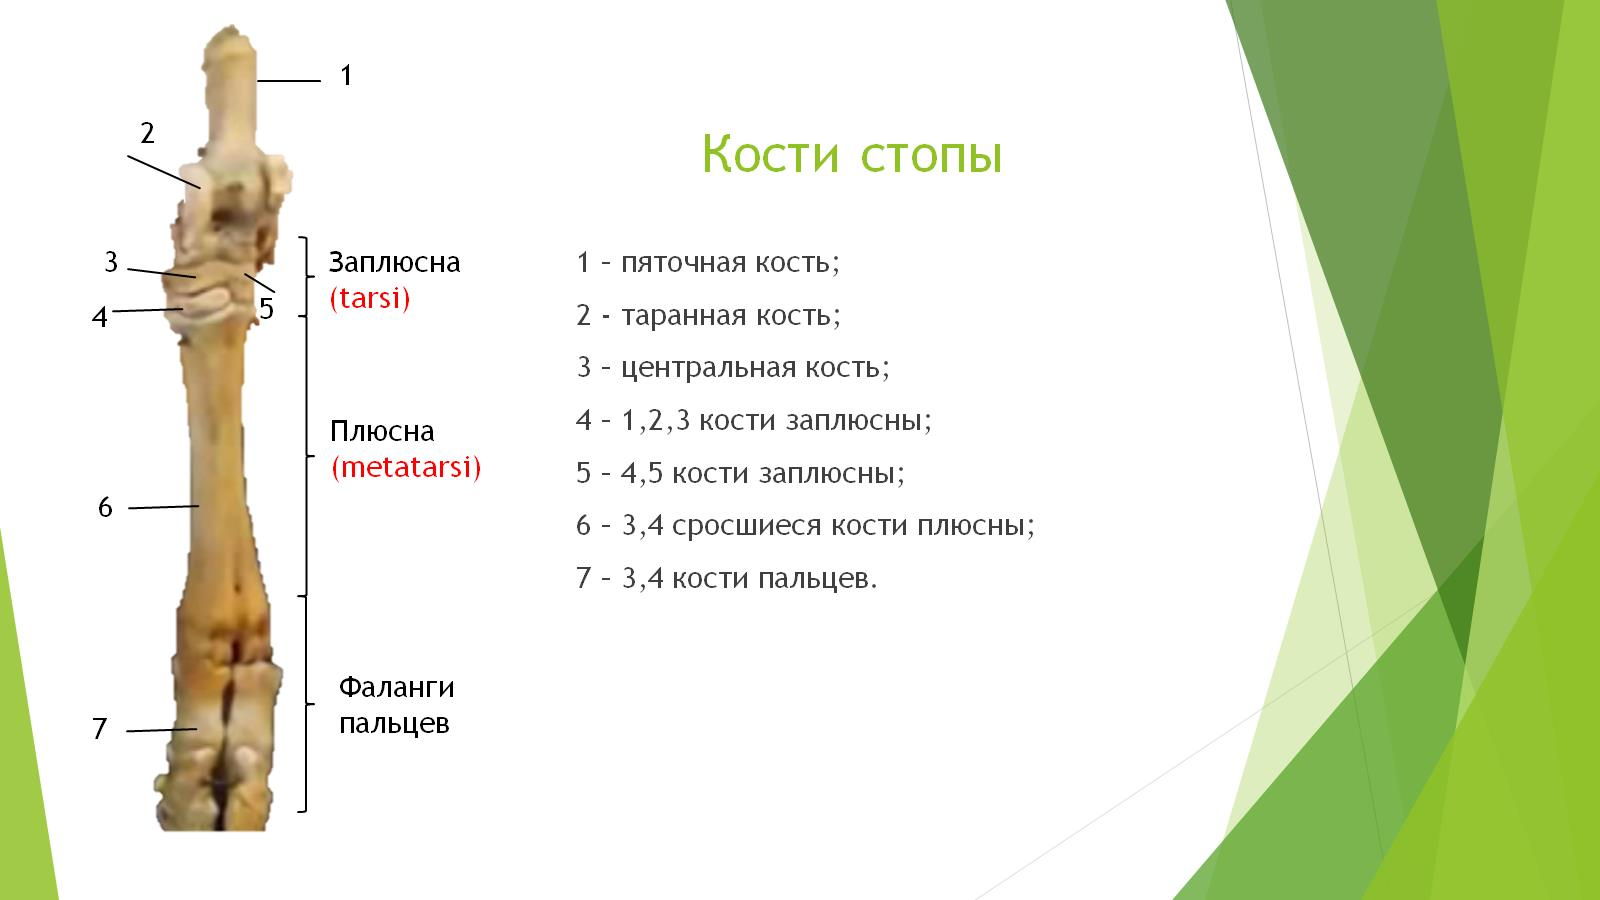 1
2
Кости стопы
3
4
5
Заплюсна
(tarsi)
Плюсна
(metatarsi)
6
Фаланги
пальцев
7
1 – пяточная кость;
2 - таранная кость;
3 – центральная кость;
4 – 1,2,3 кости заплюсны;
5 – 4,5 кости заплюсны;
6 – 3,4 сросшиеся кости плюсны;
7 – 3,4 кости пальцев.